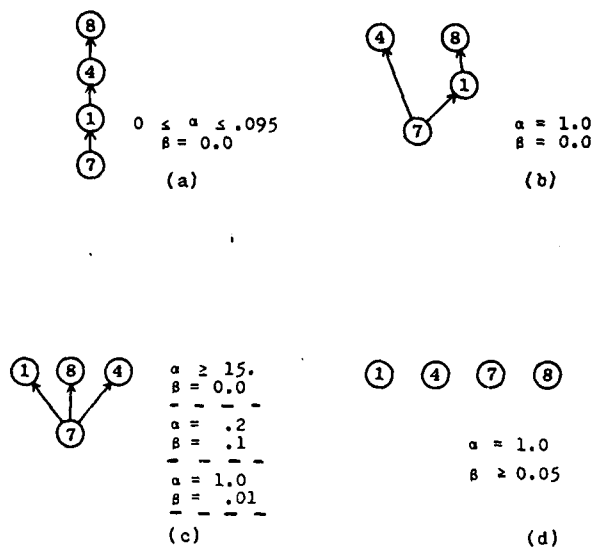 8
4
1
7
0 ≤ α ≤ .095
β = 0.0
(a)
4
8
1
7
α = 1.0
β = 0.0
(b)
1 8 4
7
α ≥ 15.
β = 0.0
α = .2
β = .1
α = 1.0
β = .01
(c)
1 4 7 8
α = 1.0
β ≥ 0.05
(d)